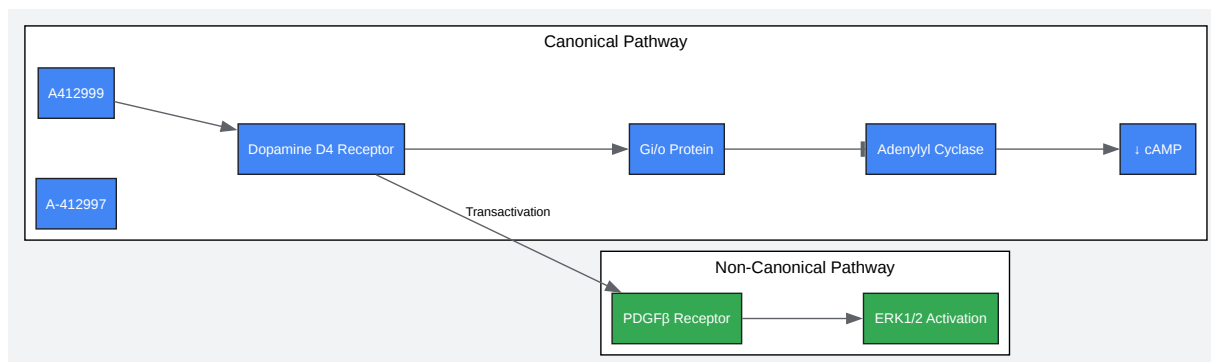 Canonical Pathway
A412999
Dopamine D4 Receptor
Gi/o Protein
Adenylyl Cyclase
↓ cAMP
A-412997
Transactivation
Non-Canonical Pathway
PDGFβ Receptor
ERK1/2 Activation